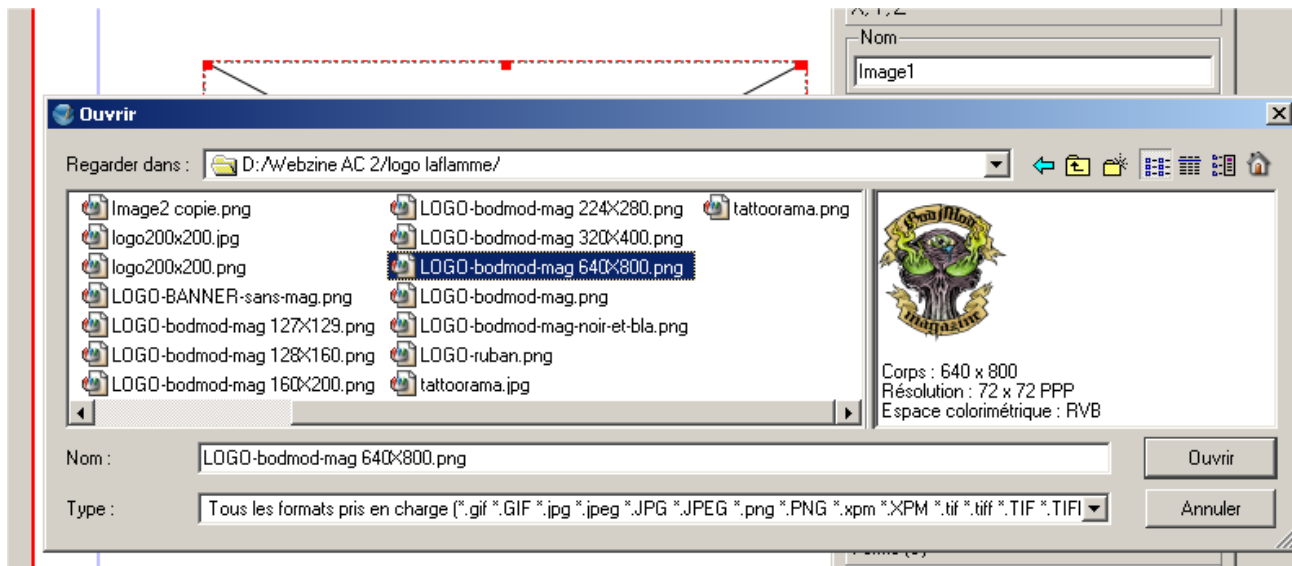 X, Y, Z
Nom
Image1
Ouvrir
Regarder dans : D:/Webzine AC 2/logo laflamme/
Image2 copie.png
logo200x200.jpg
logo200x200.png
LOGO-BANNER-sans-mag.png
LOGO-bodmod-mag 127X129.png
LOGO-bodmod-mag 128X160.png
LOGO-bodmod-mag 160X200.png
LOGO-bodmod-mag 224X280.png
LOGO-bodmod-mag 320X400.png
LOGO-bodmod-mag 640X800.png
LOGO-bodmod-mag.png
LOGO-bodmod-mag-noir-et-bla.png
LOGO-ruban.png
tattoorama.jpg
tattoorama.png
Bod Mod
magazine
Corps : 640 x 800
Résolution : 72 x 72 PPP
Espace colorimétrique : RVB
Nom : LOGO-bodmod-mag 640X800.png
Ouvrir
Type : Tous les formats pris en charge (*.gif *.GIF *.jpg *.jpeg *.JPG *.JPEG *.png *.PNG *.xpm *.XPM *.tif *.tiff *.TIF *.TIFI
Annuler